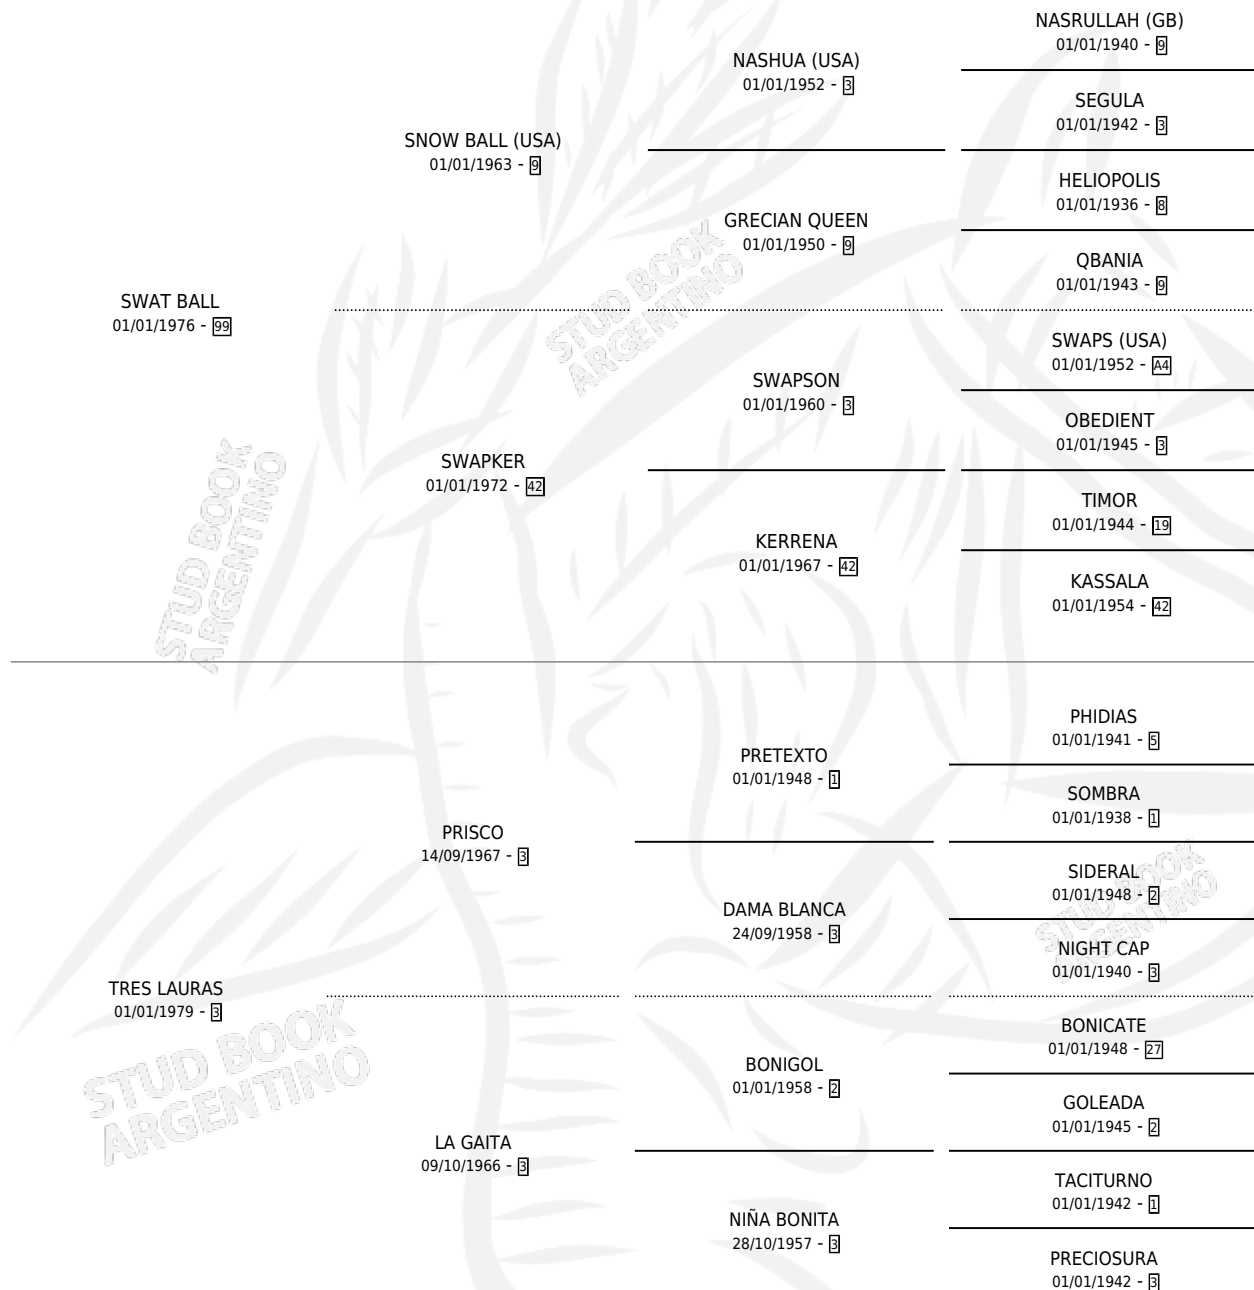 NASRULLAH (GB)
01/01/1940 - 9
NASHUA (USA)
01/01/1952 - 3
SEGULA
01/01/1942 - 3
SNOW BALL (USA)
01/01/1963 - 9
HELIOPOLIS
01/01/1936 - 8
GRECIAN QUEEN
01/01/1950 - 9
QBANIA
01/01/1943 - 9
SWAT BALL
01/01/1976 - 99
STUD BOOK
ARGENTINO
SWAPS (USA)
01/01/1952 - A4
SWAPSON
01/01/1960 - 3
OBEDIENT
01/01/1945 - 3
SWAPKER
01/01/1972 - 42
TIMOR
01/01/1944 - 19
KERRENA
01/01/1967 - 42
KASSALA
01/01/1954 - 42
STUD BOOK
ARGENTINO
PHIDIAS
01/01/1941 - 5
PRETEXTO
01/01/1948 - 1
SOMBRA
01/01/1938 - 1
PRISCO
14/09/1967 - 3
SIDERAL
01/01/1948 - 2
DAMA BLANCA
24/09/1958 - 3
NIGHT CAP
01/01/1940 - 3
STUD BOOK
ARGENTINO
TRES LAURAS
01/01/1979 - 3
BONICATE
01/01/1948 - 27
BONIGOL
01/01/1958 - 2
GOLEADA
01/01/1945 - 2
STUD BOOK
ARGENTINO
LA GAITA
09/10/1966 - 3
TACITURNO
01/01/1942 - 1
NIÑA BONITA
28/10/1957 - 3
PRECIOSURA
01/01/1942 - 3